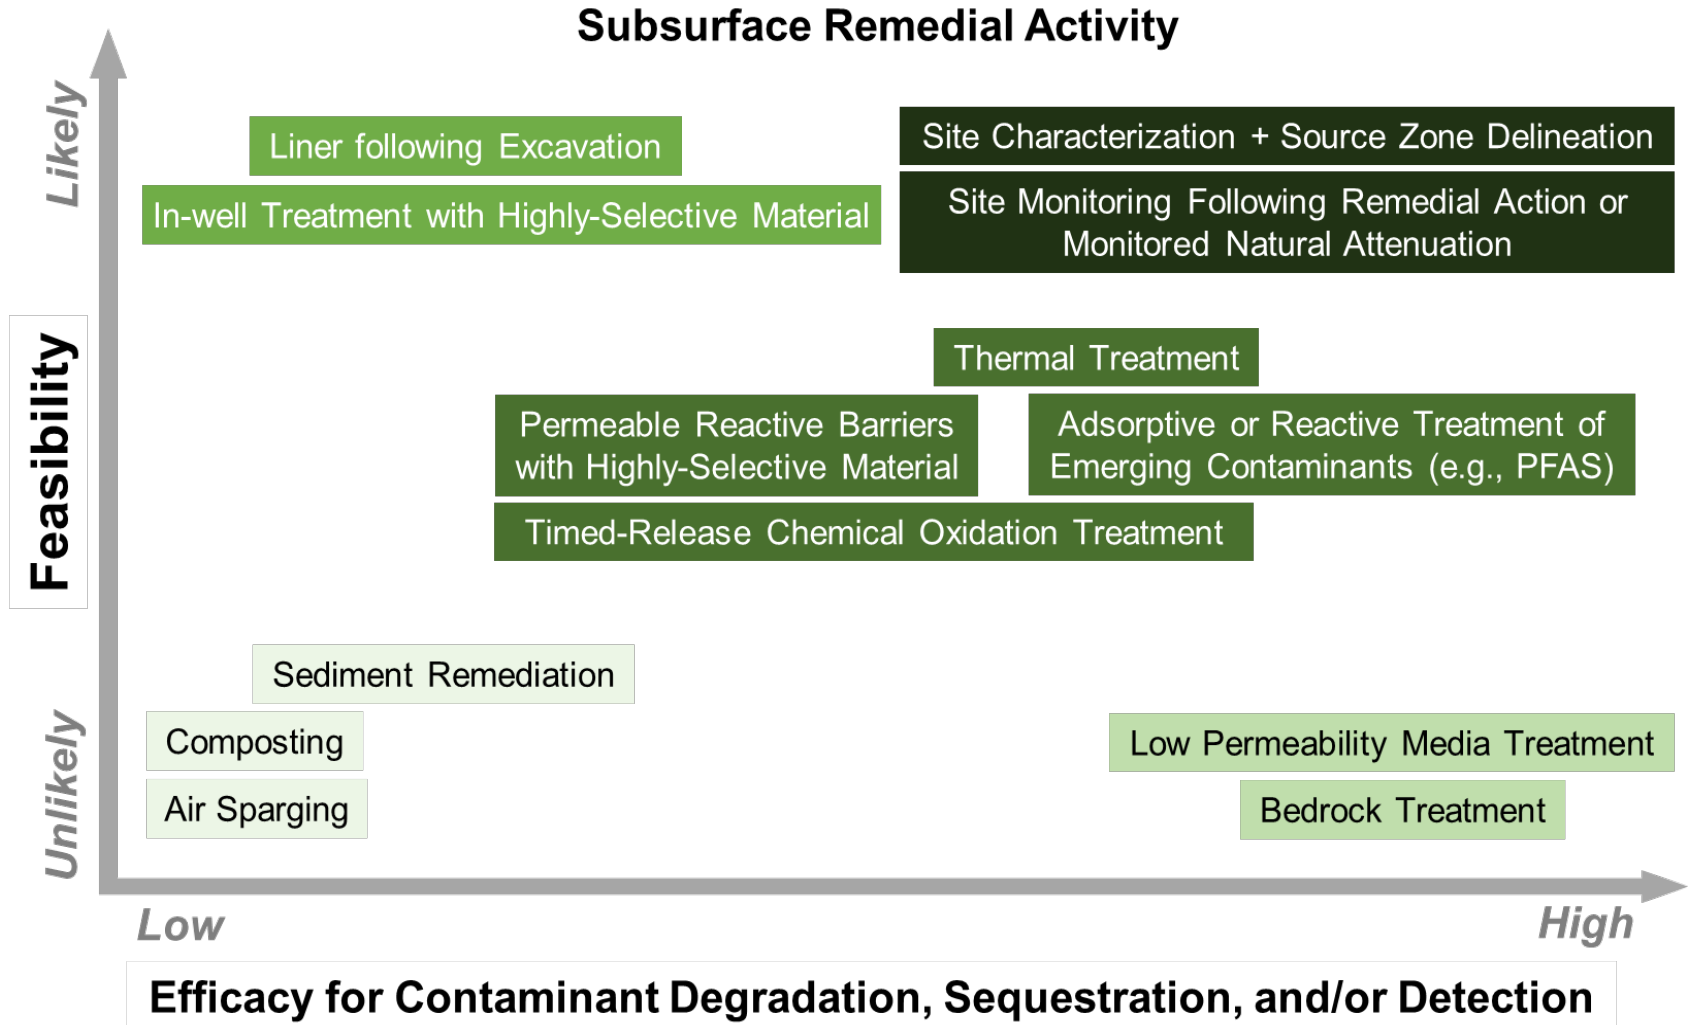 Subsurface Remedial Activity
Likely
Liner following Excavation
In-well Treatment with Highly-Selective Material
Site Characterization + Source Zone Delineation
Site Monitoring Following Remedial Action or
Monitored Natural Attenuation
Feasibility
Thermal Treatment
Permeable Reactive Barriers
with Highly-Selective Material
Adsorptive or Reactive Treatment of
Emerging Contaminants (e.g., PFAS)
Timed-Release Chemical Oxidation Treatment
Unlikely
Sediment Remediation
Composting
Air Sparging
Low Permeability Media Treatment
Bedrock Treatment
Low
High
Efficacy for Contaminant Degradation, Sequestration, and/or Detection